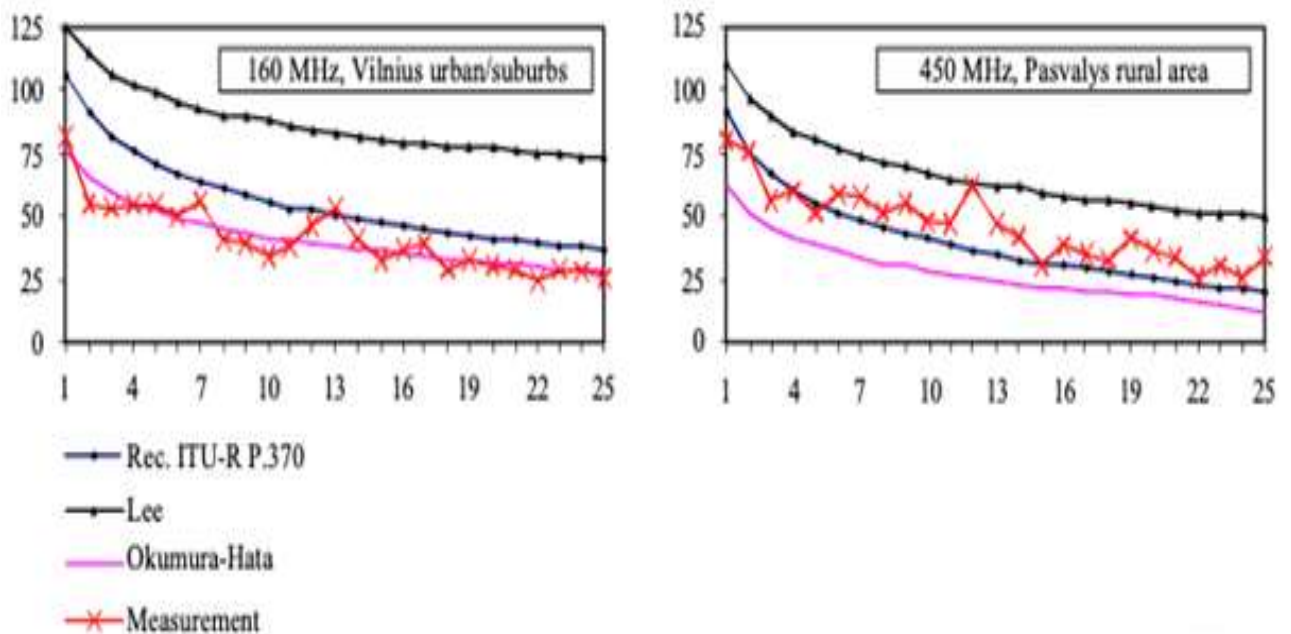 125
100
75
50
25
0
160 MHz, Vilnius urban/suburbs
1 4 7 10 13 16 19 22 25
125
100
75
50
25
0
450 MHz, Pasvalys rural area
1 4 7 10 13 16 19 22 25
Rec. ITU-R P.370
Lee
Okumura-Hata
Measurement